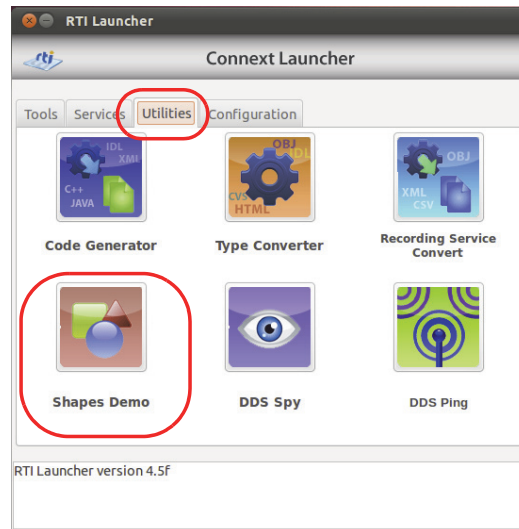 RTI Launcher
rti
Connext Launcher
Tools Services Utilities Configuration
IDL
XML
C++
JAVA
OBJ
IDL
CVS
HTML
OBJ
XML
CSV
Code Generator
Type Converter
Recording Service
Convert
Shapes Demo
DDS Spy
DDS Ping
RTI Launcher version 4.5f